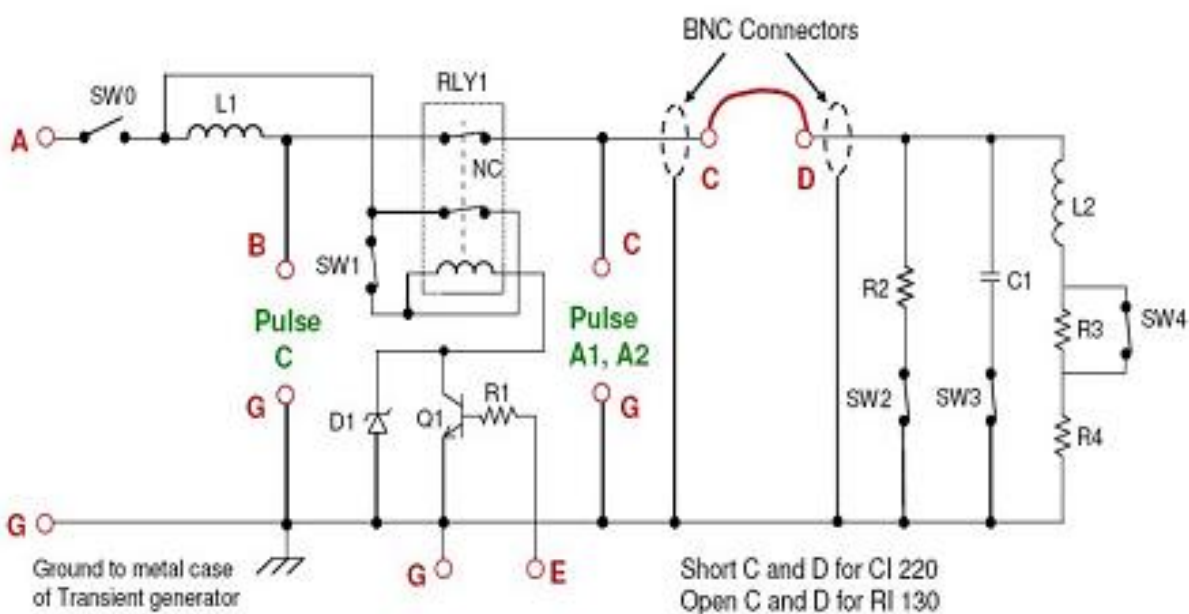 BNC Connectors
SW0
L1
RLY1
A
NC
C
D
B
SW1
C
L2
R2
C1
R3
SW4
Pulse
C
Pulse
A1, A2
G
D1
Q1
R1
G
SW2
SW3
R4
G
Ground to metal case
of Transient generator
G
E
Short C and D for CI 220
Open C and D for RI 130